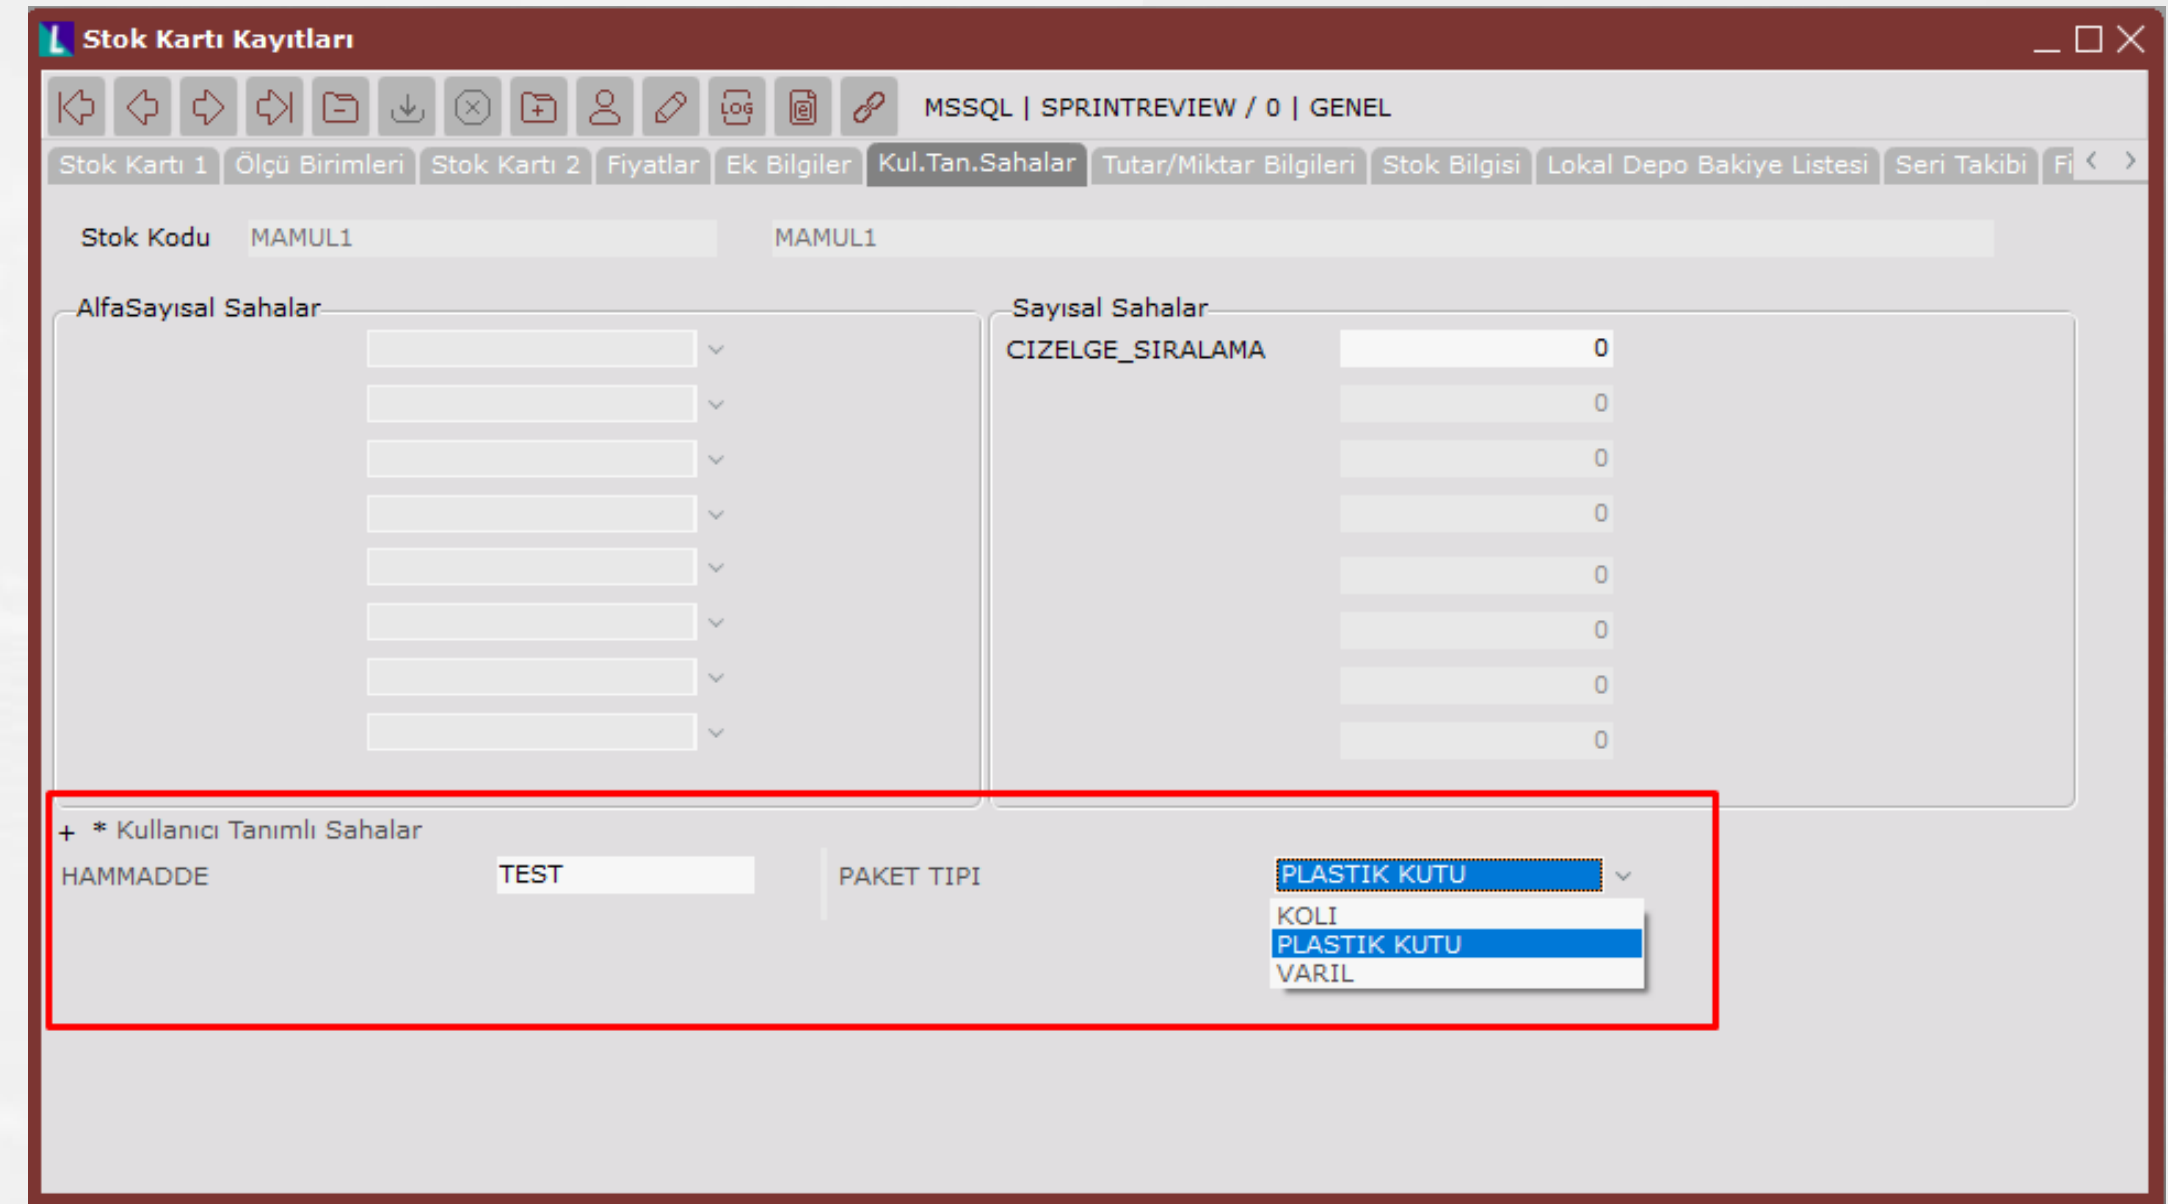 Stok Kartı Kayıtları
LOG
MSSQL | SPRINTREVIEW / 0 | GENEL
Stok Kartı 1 Ölçü Birimleri Stok Kartı 2 Fiyatlar Ek Bilgiler Kul.Tan.Sahalar Tutar/Miktar Bilgileri Stok Bilgisi Lokal Depo Bakiye Listesi Seri Takibi Fi
Stok Kodu MAMUL1 MAMUL1
AlfaSayısal Sahalar Sayısal Sahalar
CIZELGE_SIRALAMA 0
0
0
0
0
0
0
0
+ * Kullanıcı Tanımlı Sahalar
HAMMADDE TEST PAKET TIPI PLASTIK KUTU
KOLI
PLASTIK KUTU
VARIL